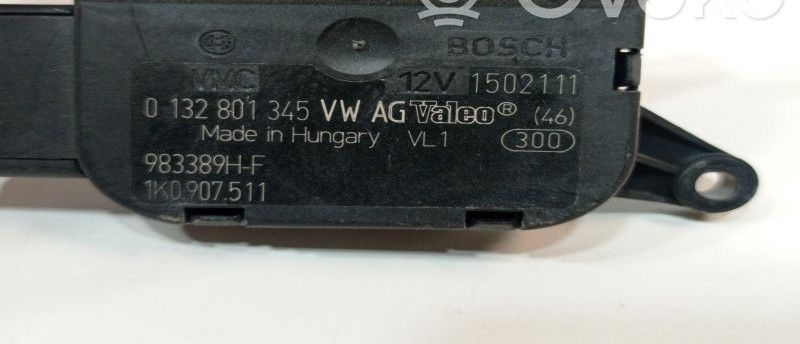 OVOKO
BOSCH
VMC 12V 1502111
0 132 801 345 VW AG Valeo® (46)
Made in Hungary VL1 300
983389H-F
1K0.907.511